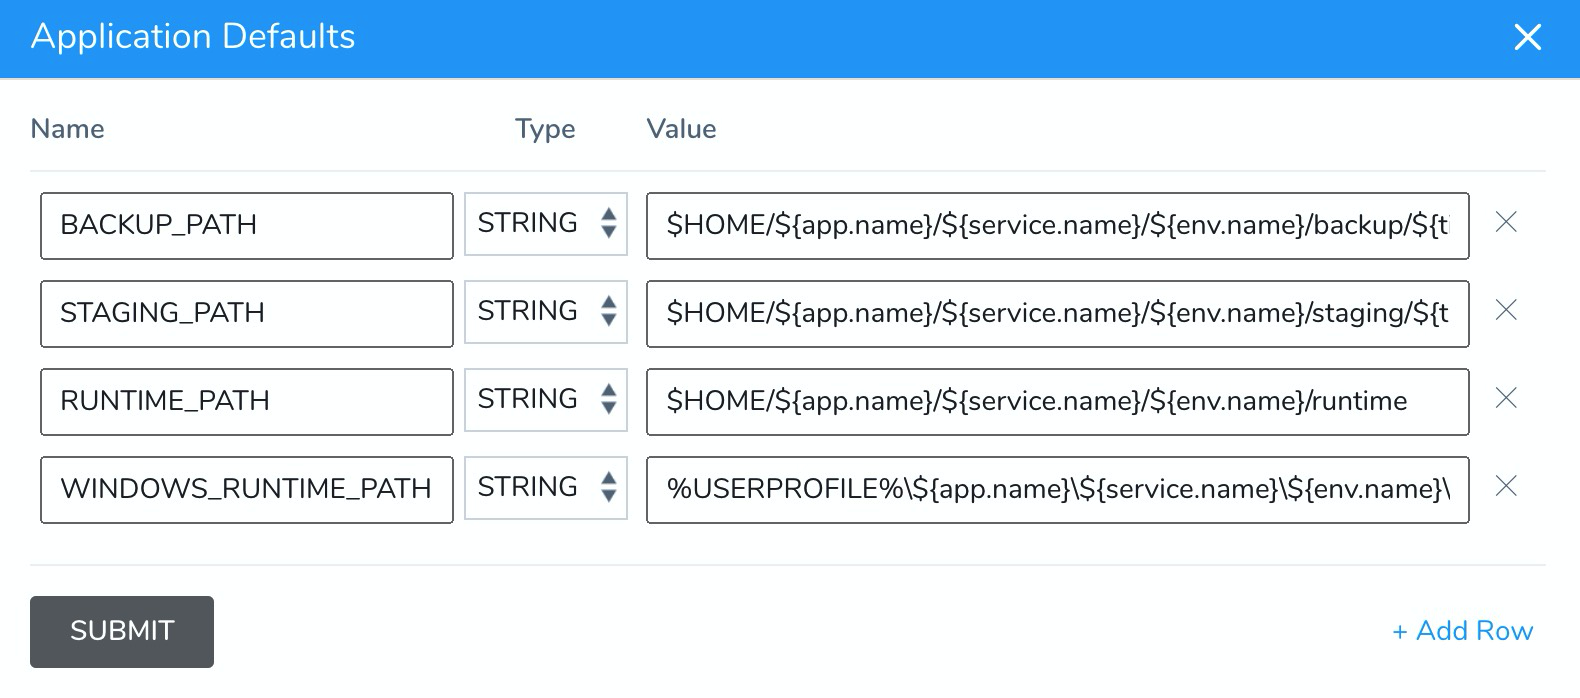 Application Defaults
Name Type Value
BACKUP_PATH STRING $HOME/${app.name}/${service.name}/${env.name}/backup/${ti
STAGING_PATH STRING $HOME/${app.name}/${service.name}/${env.name}/staging/${t
RUNTIME_PATH STRING $HOME/${app.name}/${service.name}/${env.name}/runtime
WINDOWS_RUNTIME_PATH STRING %USERPROFILE%\${app.name}\${service.name}\${env.name}\
SUBMIT + Add Row